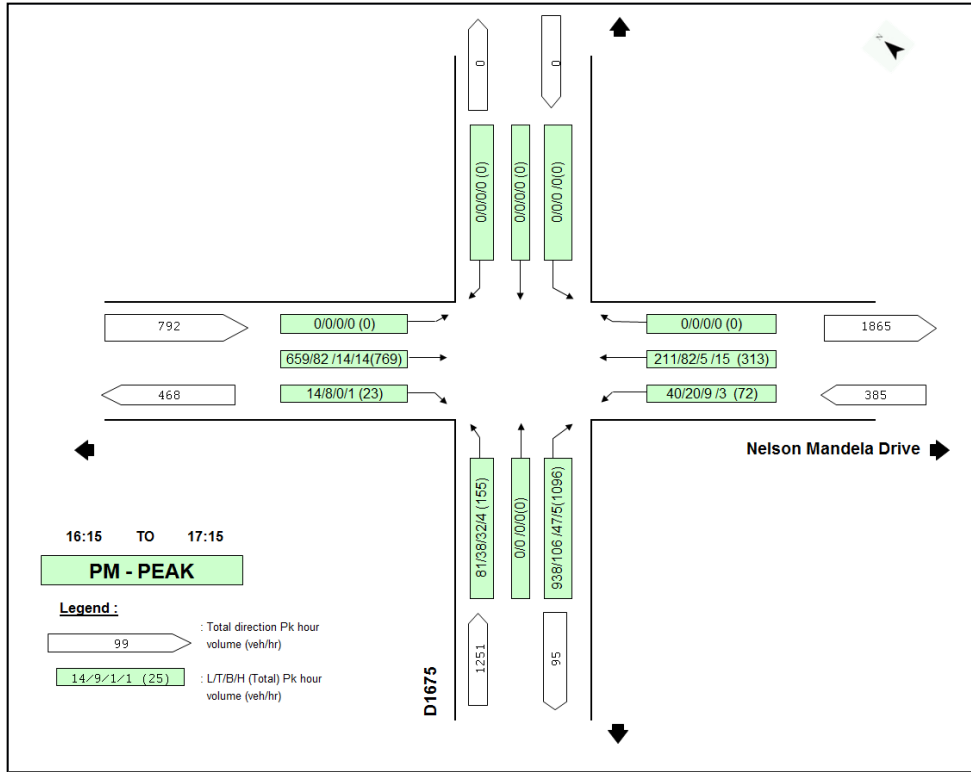 N
0
0
0/0/0/0 (0)
0/0/0/0 (0)
0/0/0 /0(0)
792
0/0/0/0 (0)
0/0/0/0 (0)
1865
659/82 /14/14(769)
211/82/5 /15 (313)
468
14/8/0/1 (23)
40/20/9 /3 (72)
385
Nelson Mandela Drive
81/38/32/4 (155)
0/0 /0/0(0)
938/106 /47/5(1096)
16:15 TO 17:15
PM - PEAK
Legend :
99
: Total direction Pk hour
volume (veh/hr)
14/9/1/1 (25)
: L/T/B/H (Total) Pk hour
volume (veh/hr)
D1675
1251
95